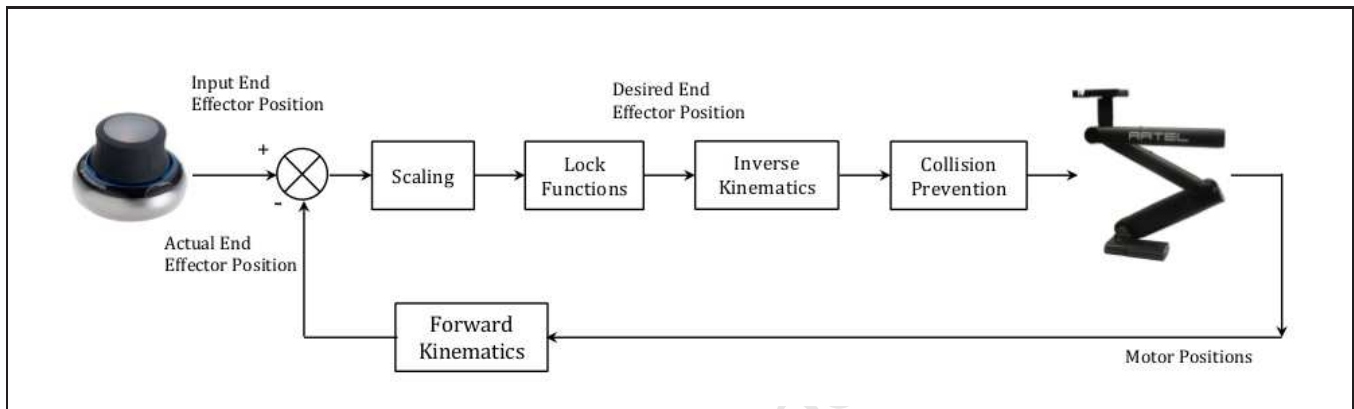 Input End
Effector Position
+
-
Scaling
Lock
Functions
Desired End
Effector Position
Inverse
Kinematics
Collision
Prevention
ARTEL
Actual End
Effector Position
Forward
Kinematics
Motor Positions